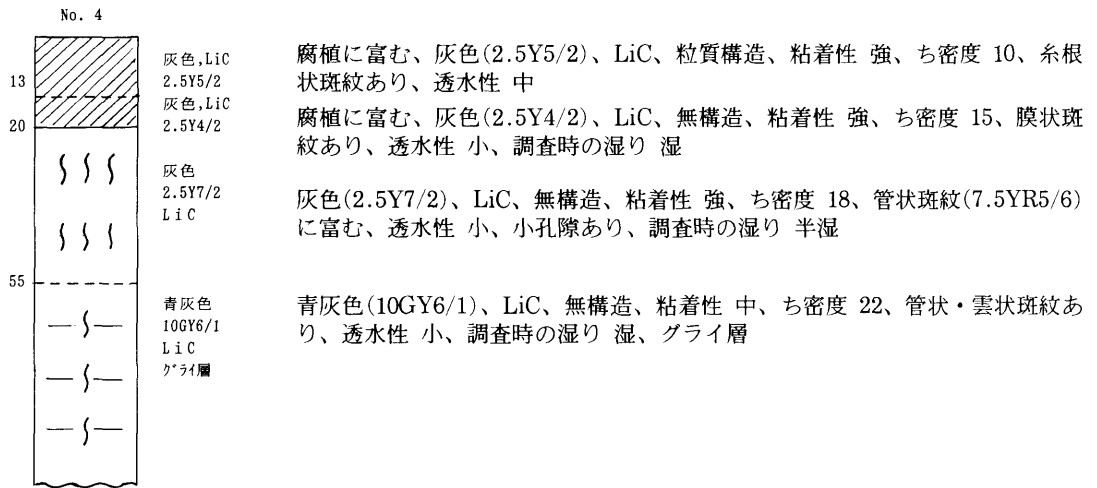 No. 4
灰色,LiC
2.5Y5/2
13
灰色,LiC
2.5Y4/2
20
灰色
2.5Y7/2
LiC
55
青灰色
10GY6/1
LiC
グライ層
腐植に富む、灰色(2.5Y5/2)、LiC、粒質構造、粘着性 強、ち密度 10、糸根
状斑紋あり、透水性 中
腐植に富む、灰色(2.5Y4/2)、LiC、無構造、粘着性 強、ち密度 15、膜状斑
紋あり、透水性 小、調査時の湿り 湿
灰色(2.5Y7/2)、LiC、無構造、粘着性 強、ち密度 18、管状斑紋(7.5YR5/6)
に富む、透水性 小、小孔隙あり、調査時の湿り 半湿
青灰色(10GY6/1)、LiC、無構造、粘着性 中、ち密度 22、管状・雲状斑紋あ
り、透水性 小、調査時の湿り 湿、グライ層